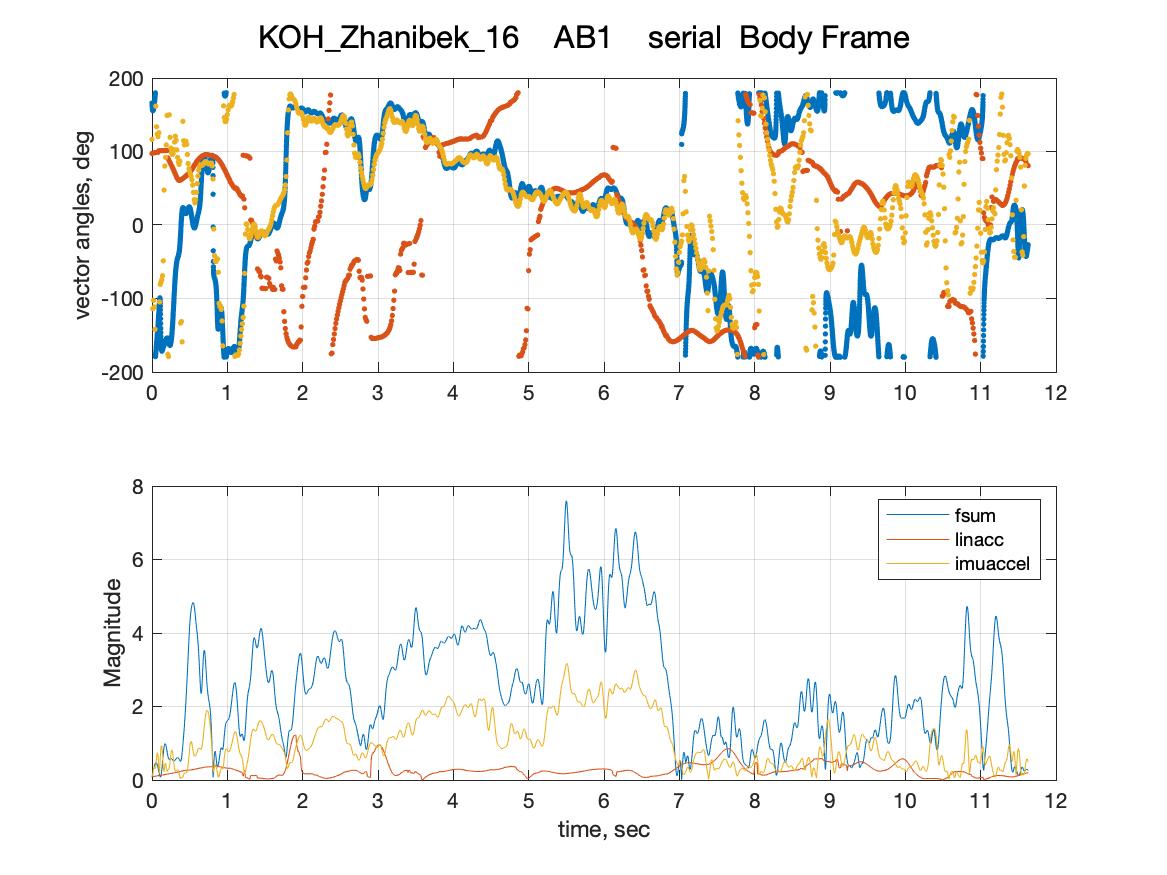 KOH_Zhanibek_16 AB1 serial Body Frame
200
100
0
-100
-200
vector angles, deg
0 1 2 3 4 5 6 7 8 9 10 11 12
8
6
4
2
0
Magnitude
fsum
linacc
imuaccel
0 1 2 3 4 5 6 7 8 9 10 11 12
time, sec